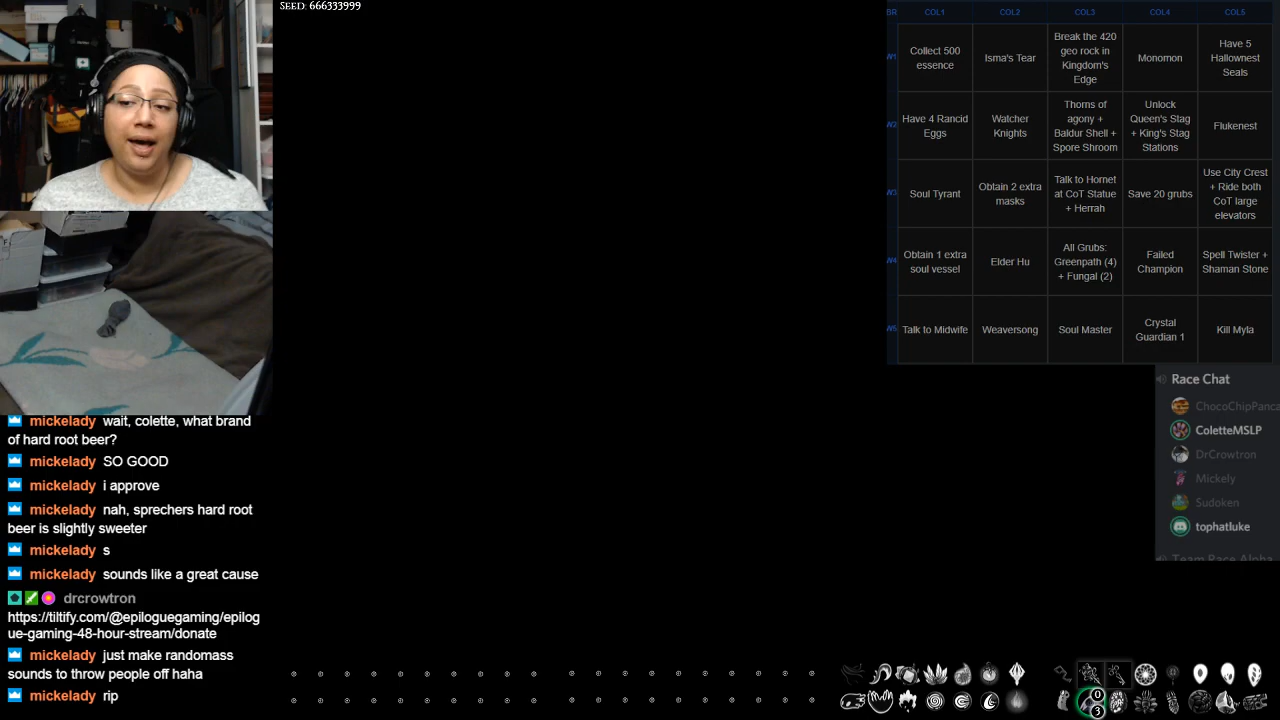 SEED: 666333999
BR COL1 COL2 COL3 COL4 COL5
Collect 500
essence
Isma's Tear
Break the 420
geo rock in
Kingdom's
Edge
Monomon
Have 5
Hallownest
Seals
Have 4 Rancid
Eggs
Watcher
Knights
Thorns of
agony +
Baldur Shell +
Spore Shroom
Unlock
Queen's Stag
+ King's Stag
Stations
Flukenest
Soul Tyrant
Obtain 2 extra
masks
Talk to Hornet
at CoT Statue
+ Herrah
Save 20 grubs
Use City Crest
+ Ride both
CoT large
elevators
Obtain 1 extra
soul vessel
Elder Hu
All Grubs:
Greenpath (4)
+ Fungal (2)
Failed
Champion
Spell Twister +
Shaman Stone
Talk to Midwife
Weaversong
Soul Master
Crystal
Guardian 1
Kill Myla
Race Chat
ChocoChipPanca
ColetteMSLP
DrCrowtron
Mickely
Sudoken
tophatluke
Team Race Alpha
mickelady wait, colette, what brand
of hard root beer?
mickelady SO GOOD
mickelady i approve
mickelady nah, sprechers hard root
beer is slightly sweeter
mickelady s
mickelady sounds like a great cause
drcrowtron
https://tiltify.com/@epiloguegaming/epilog
ue-gaming-48-hour-stream/donate
mickelady just make randomass
sounds to throw people off haha
mickelady rip
0
3